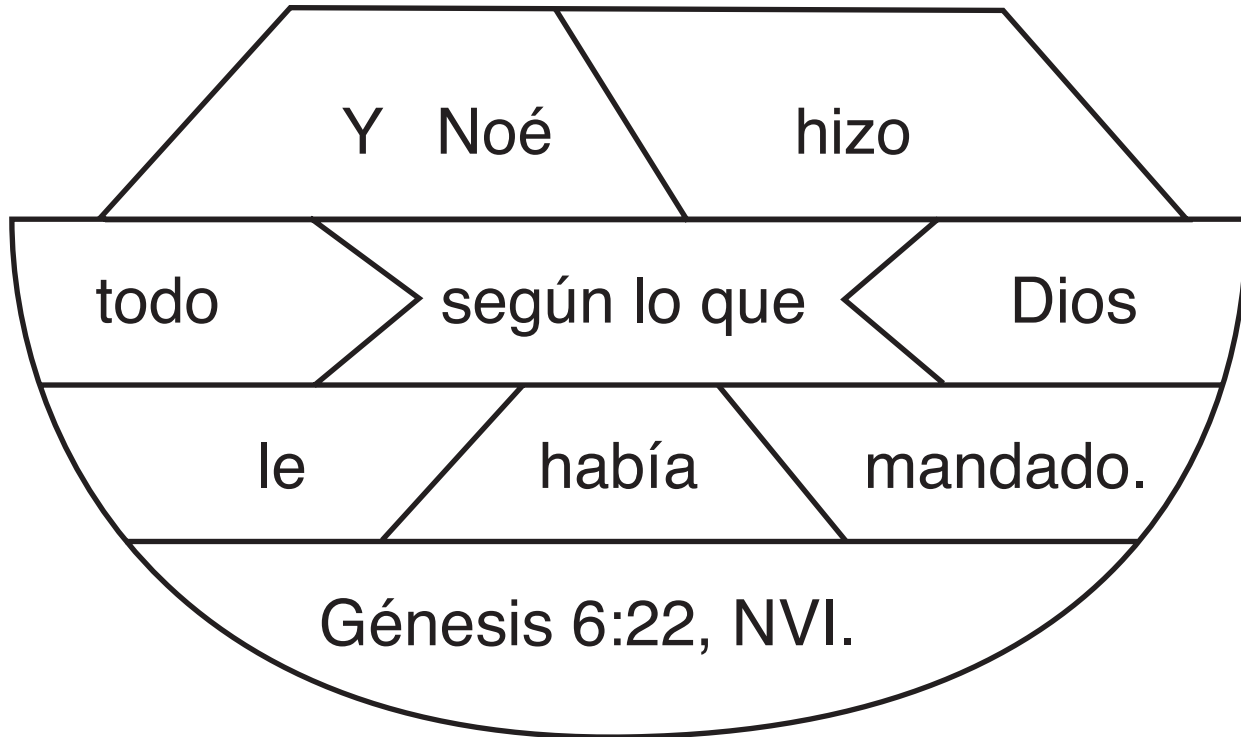 Y Noé hizo
todo según lo que Dios
le había mandado.
Génesis 6:22, NVI.